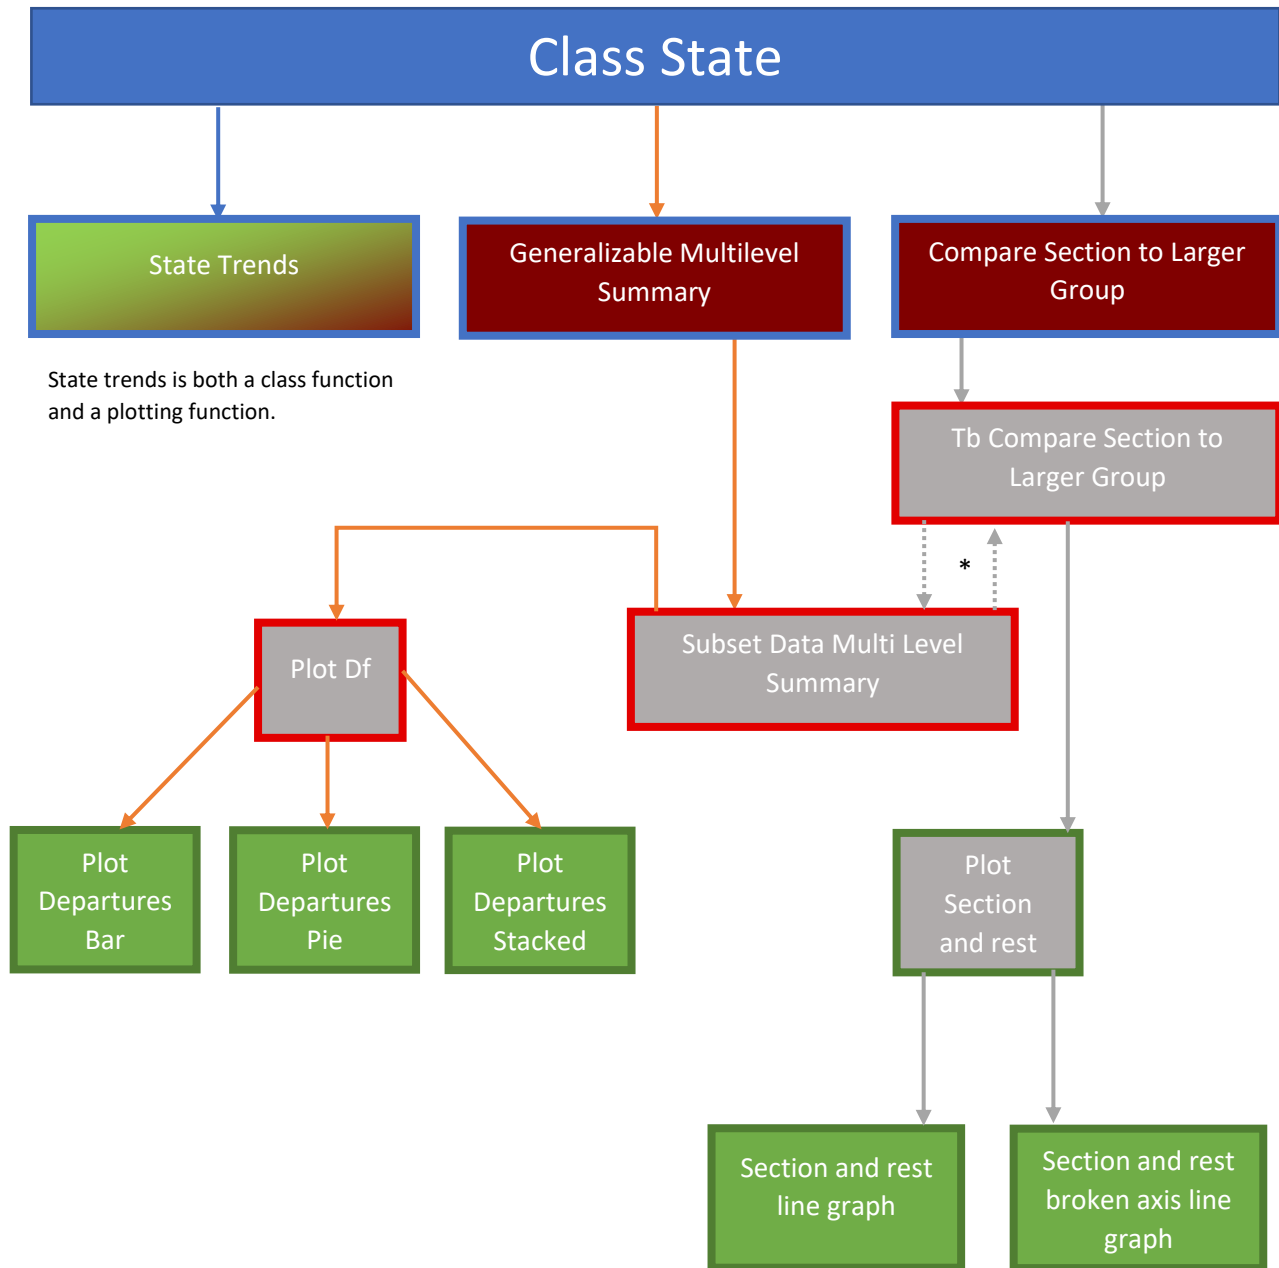 Class State
State Trends
Generalizable Multilevel
Summary
Compare Section to Larger
Group
State trends is both a class function
and a plotting function.
Tb Compare Section to
Larger Group
*
Plot Df
Subset Data Multi Level
Summary
Plot
Departures
Bar
Plot
Departures
Pie
Plot
Departures
Stacked
Plot
Section
and rest
Section and rest
line graph
Section and rest
broken axis line
graph